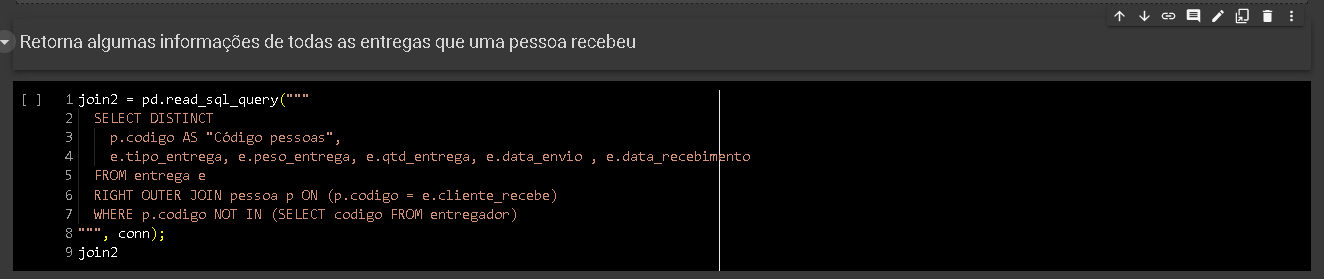 Retorna algumas informações de todas as entregas que uma pessoa recebeu
[ ] 1 join2 = pd.read_sql_query("""
2 SELECT DISTINCT
3 p.codigo AS "Código pessoas",
4 e.tipo_entrega, e.peso_entrega, e.qtd_entrega, e.data_envio , e.data_recebimento
5 FROM entrega e
6 RIGHT OUTER JOIN pessoa p ON (p.codigo = e.cliente_recebe)
7 WHERE p.codigo NOT IN (SELECT codigo FROM entregador)
8 """, conn);
9 join2